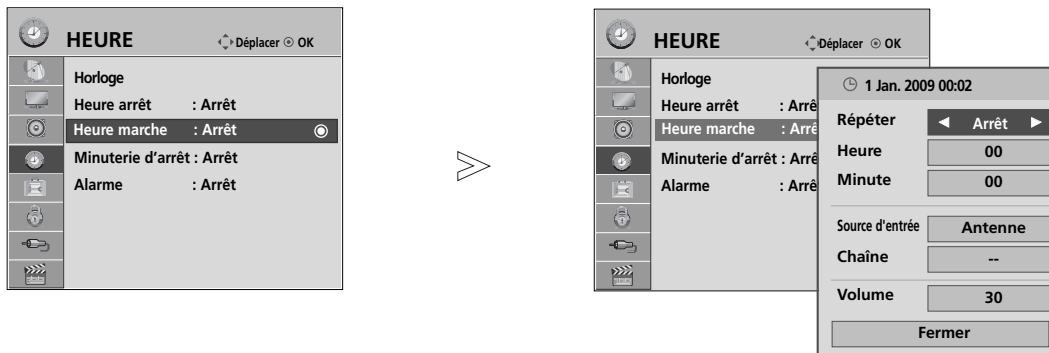 HEURE Déplacer OK
Horloge
Heure arrêt : Arrêt
Heure marche : Arrêt
Minuterie d'arrêt : Arrêt
Alarme : Arrêt
HEURE Déplacer OK
Horloge
Heure arrêt : Arrê
Heure marche : Arrê
Minuterie d'arrêt : Arrê
Alarme : Arrê
1 Jan. 2009 00:02
Répéter ◄ Arrêt ►
Heure 00
Minute 00
Source d'entrée Antenne
Chaîne --
Volume 30
Fermer